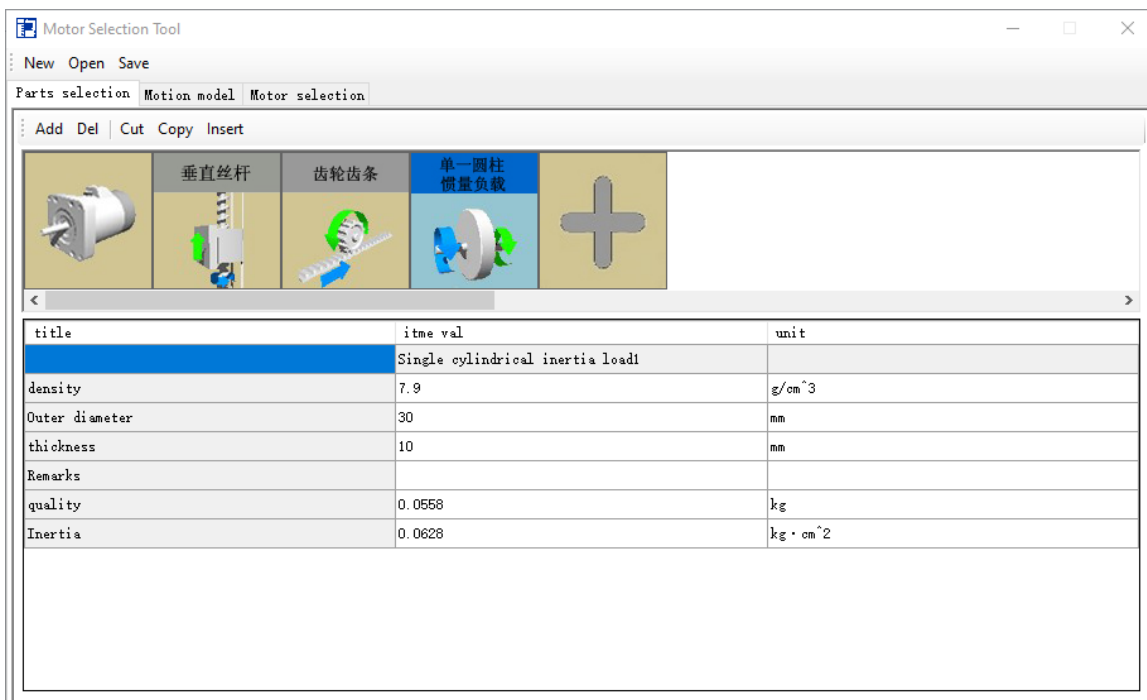 Motor Selection Tool
New Open Save
Parts selection Motion model Motor selection
Add Del Cut Copy Insert
垂直丝杆 齿轮齿条 单一圆柱
惯量负载
title itme val unit
Single cylindrical inertia load1
density 7.9 g/cm^3
Outer diameter 30 mm
thickness 10 mm
Remarks
quality 0.0558 kg
Inertia 0.0628 kg·cm^2